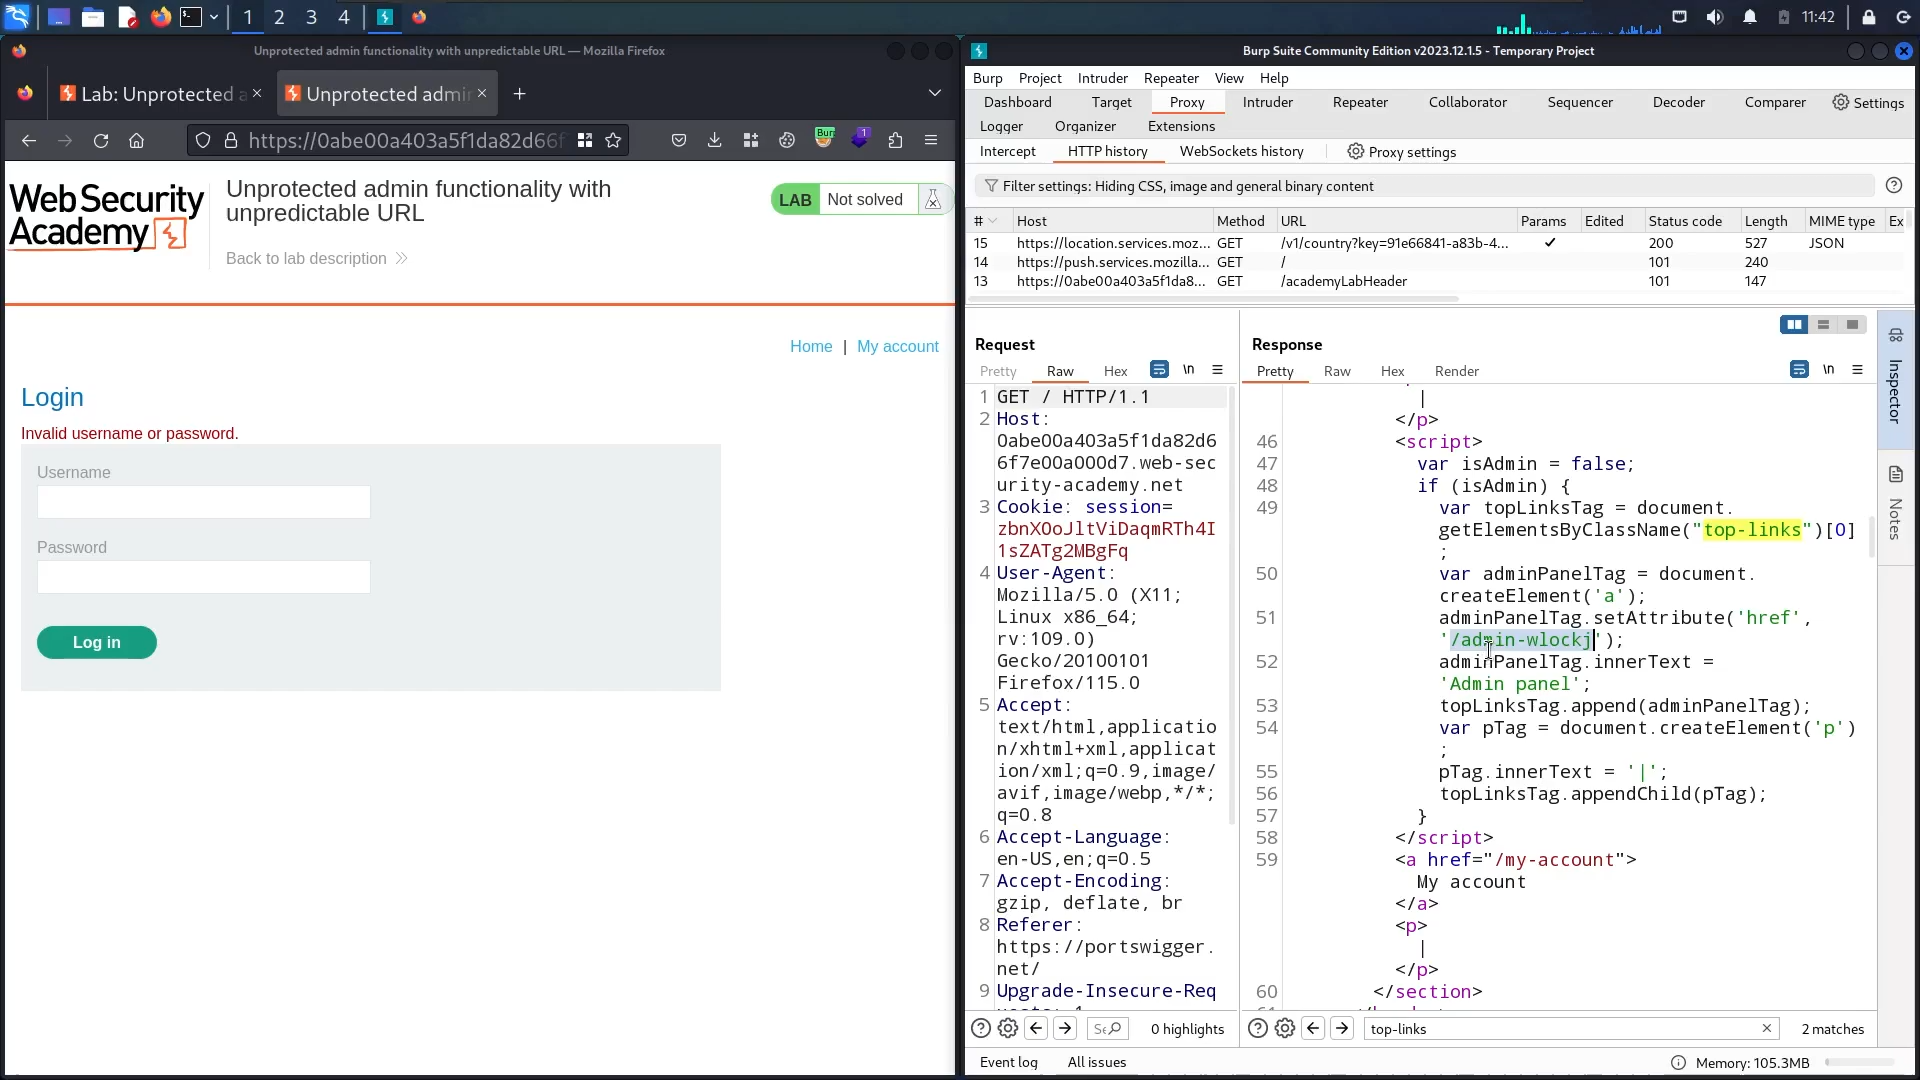 1 2 3 4
11:42
Unprotected admin functionality with unpredictable URL — Mozilla Firefox
Lab: Unprotected a
Unprotected admin
https://0abe00a403a5f1da82d66f
Bur
1
Web Security
Academy
Unprotected admin functionality with
unpredictable URL
Back to lab description
LAB Not solved
Home | My account
Login
Invalid username or password.
Username
Password
Log in
Burp Suite Community Edition v2023.12.1.5 - Temporary Project
Burp Project Intruder Repeater View Help
Dashboard Target Proxy Intruder Repeater Collaborator Sequencer Decoder Comparer Settings
Logger Organizer Extensions
Intercept HTTP history WebSockets history Proxy settings
Filter settings: Hiding CSS, image and general binary content
# Host Method URL Params Edited Status code Length MIME type Ex
15 https://location.services.moz... GET /v1/country?key=91e66841-a83b-4... ✓ 200 527 JSON
14 https://push.services.mozilla... GET / 101 240
13 https://0abe00a403a5f1da8... GET /academyLabHeader 101 147
Request
Pretty Raw Hex \n
1 GET / HTTP/1.1
2 Host:
0abe00a403a5f1da82d6
6f7e00a000d7.web-sec
urity-academy.net
3 Cookie: session=
zbnXOoJltViDaqmRTh4I
1sZATg2MBgFq
4 User-Agent:
Mozilla/5.0 (X11;
Linux x86_64;
rv:109.0)
Gecko/20100101
Firefox/115.0
5 Accept:
text/html,applicatio
n/xhtml+xml,applicat
ion/xml;q=0.9,image/
avif,image/webp,*/*;
q=0.8
6 Accept-Language:
en-US,en;q=0.5
7 Accept-Encoding:
gzip, deflate, br
8 Referer:
https://portswigger.
net/
9 Upgrade-Insecure-Req
0 highlights
Response
Pretty Raw Hex Render \n
|
</p>
46 <script>
47 var isAdmin = false;
48 if (isAdmin) {
49 var topLinksTag = document.
getElementsByClassName("top-links")[0]
;
50 var adminPanelTag = document.
createElement('a');
51 adminPanelTag.setAttribute('href',
'/admin-wlockj');
52 adminPanelTag.innerText =
'Admin panel';
53 topLinksTag.append(adminPanelTag);
54 var pTag = document.createElement('p')
;
55 pTag.innerText = '|';
56 topLinksTag.appendChild(pTag);
57 }
58 </script>
59 <a href="/my-account">
My account
</a>
<p>
|
</p>
60 </section>
top-links
2 matches
Inspector
Notes
Event log All issues
Memory: 105.3MB